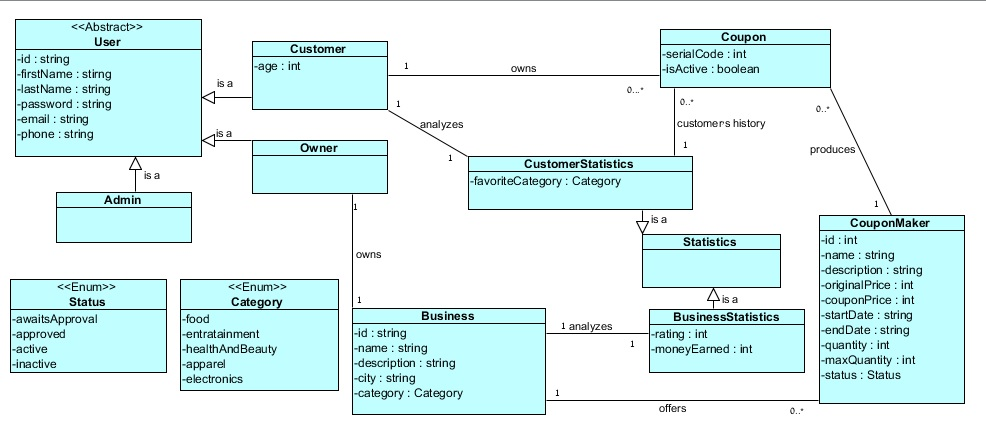 <<Abstract>>
User
-id : string
-firstName : stirng
-lastName : string
-password : string
-email : string
-phone : string
is a
is a
is a
Customer
-age : int
Owner
Admin
1
owns
0...*
1
analyzes
1
Coupon
-serialCode : int
-isActive : boolean
0..*
customer's history
1
0..*
produces
1
CustomerStatistics
-favoriteCategory : Category
is a
Statistics
is a
CouponMaker
-id : int
-name : string
-description : string
-originalPrice : int
-couponPrice : int
-startDate : string
-endDate : string
-quantity : int
-maxQuantity : int
-status : Status
1
owns
1
<<Enum>>
Status
-awaitsApproval
-approved
-active
-inactive
<<Enum>>
Category
-food
-entratainment
-healthAndBeauty
-apparel
-electronics
Business
-id : string
-name : string
-description : string
-city : string
-category : Category
1 analyzes
1
BusinessStatistics
-rating : int
-moneyEarned : int
offers
0..*